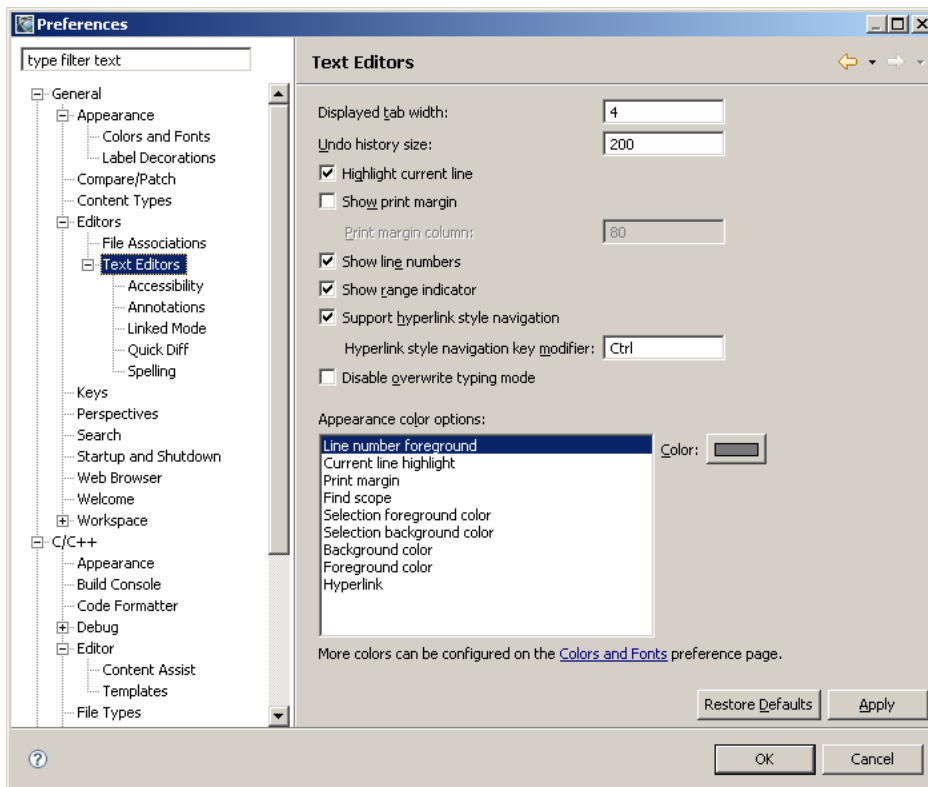 Preferences
type filter text
General
Appearance
Colors and Fonts
Label Decorations
Compare/Patch
Content Types
Editors
File Associations
Text Editors
Accessibility
Annotations
Linked Mode
Quick Diff
Spelling
Keys
Perspectives
Search
Startup and Shutdown
Web Browser
Welcome
Workspace
C/C++
Appearance
Build Console
Code Formatter
Debug
Editor
Content Assist
Templates
File Types
Text Editors
Displayed tab width: 4
Undo history size: 200
Highlight current line
Show print margin
Print margin column: 80
Show line numbers
Show range indicator
Support hyperlink style navigation
Hyperlink style navigation key modifier: Ctrl
Disable overwrite typing mode
Appearance color options:
Line number foreground
Current line highlight
Print margin
Find scope
Selection foreground color
Selection background color
Background color
Foreground color
Hyperlink
Color:
More colors can be configured on the Colors and Fonts preference page.
Restore Defaults Apply
OK Cancel